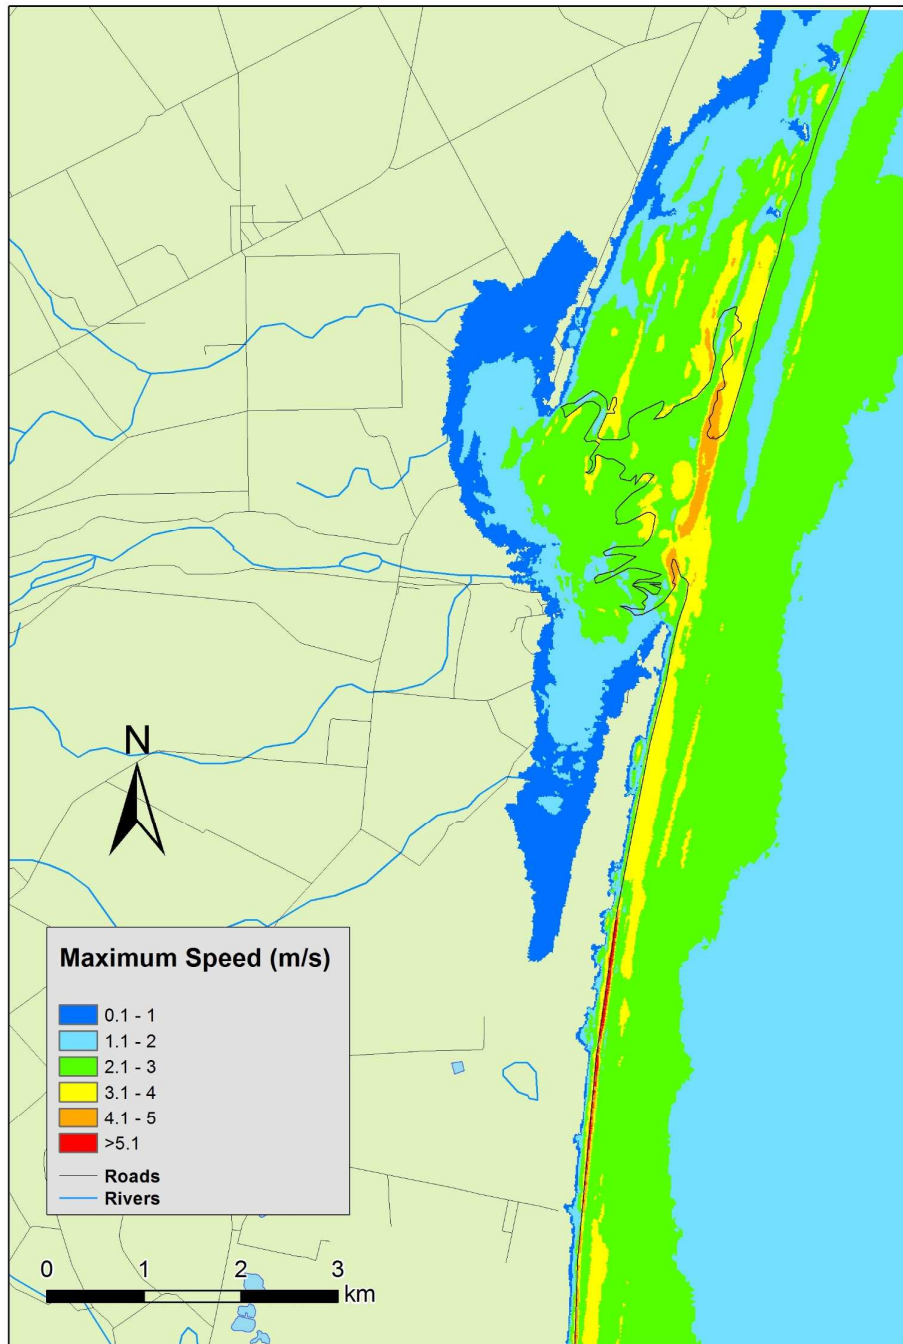 N
Maximum Speed (m/s)
0.1 - 1
1.1 - 2
2.1 - 3
3.1 - 4
4.1 - 5
>5.1
Roads
Rivers
0 1 2 3
km